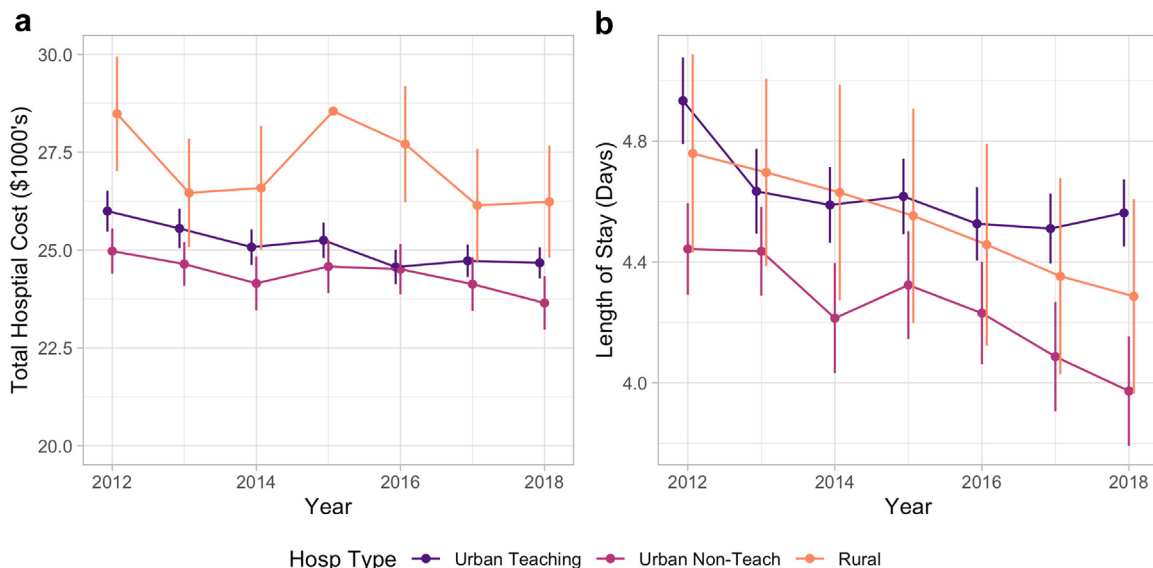 a
b
Total Hosptial Cost ($1000's)
30.0
27.5
25.0
22.5
20.0
2012
2014
2016
2018
Year
Length of Stay (Days)
4.8
4.4
4.0
2012
2014
2016
2018
Year
Hosp Type Urban Teaching Urban Non-Teach Rural